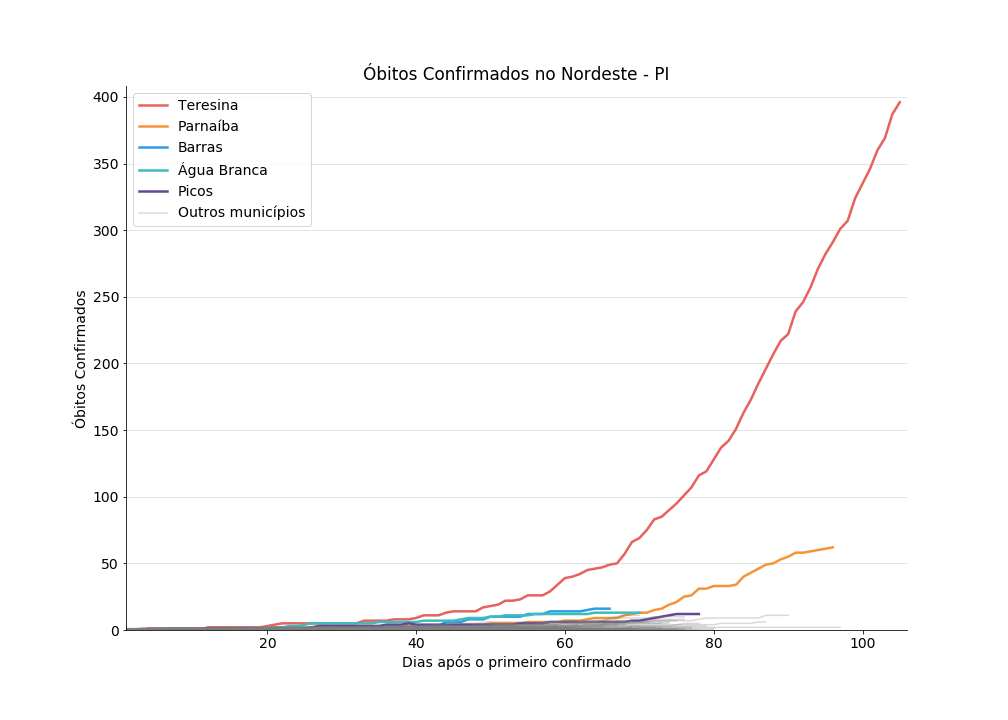 Óbitos Confirmados no Nordeste - PI
Óbitos Confirmados
400
350
300
250
200
150
100
50
0
Teresina
Parnaíba
Barras
Água Branca
Picos
Outros municípios
20
40
60
80
100
Dias após o primeiro confirmado